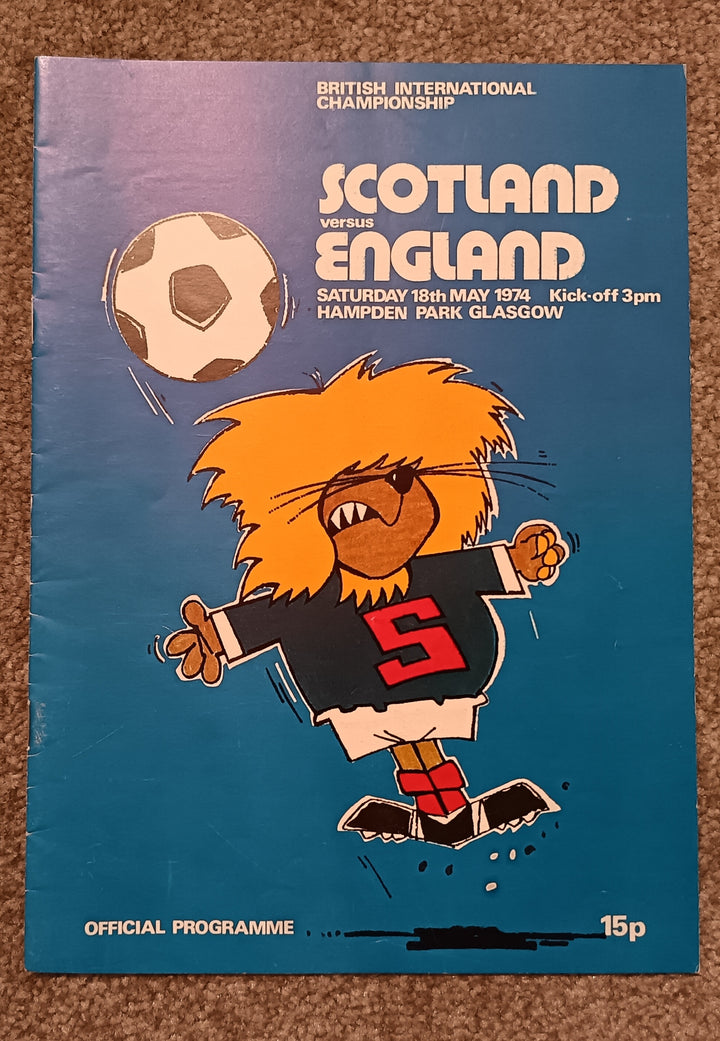 BRITISH INTERNATIONAL
CHAMPIONSHIP
SCOTLAND
versus
ENGLAND
SATURDAY 18th MAY 1974 Kick-off 3pm
HAMPDEN PARK GLASGOW
S
OFFICIAL PROGRAMME 15p